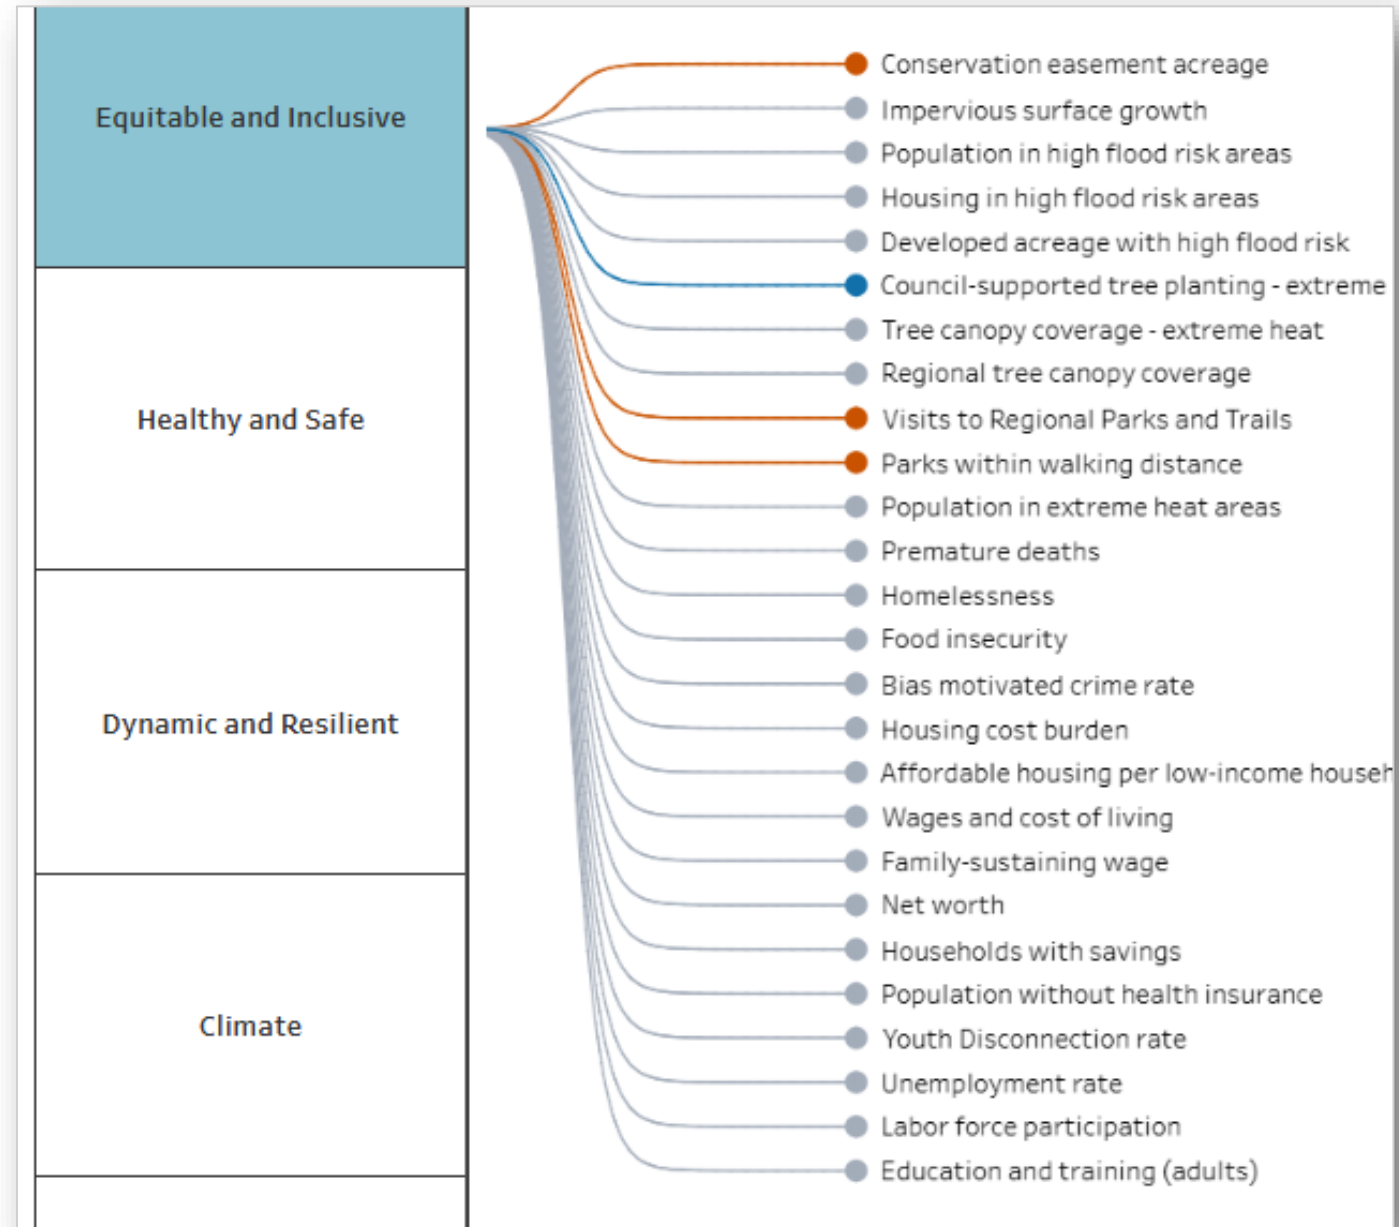 Equitable and Inclusive
Healthy and Safe
Dynamic and Resilient
Climate
Conservation easement acreage
Impervious surface growth
Population in high flood risk areas
Housing in high flood risk areas
Developed acreage with high flood risk
Council-supported tree planting - extreme
Tree canopy coverage - extreme heat
Regional tree canopy coverage
Visits to Regional Parks and Trails
Parks within walking distance
Population in extreme heat areas
Premature deaths
Homelessness
Food insecurity
Bias motivated crime rate
Housing cost burden
Affordable housing per low-income househ
Wages and cost of living
Family-sustaining wage
Net worth
Households with savings
Population without health insurance
Youth Disconnection rate
Unemployment rate
Labor force participation
Education and training (adults)